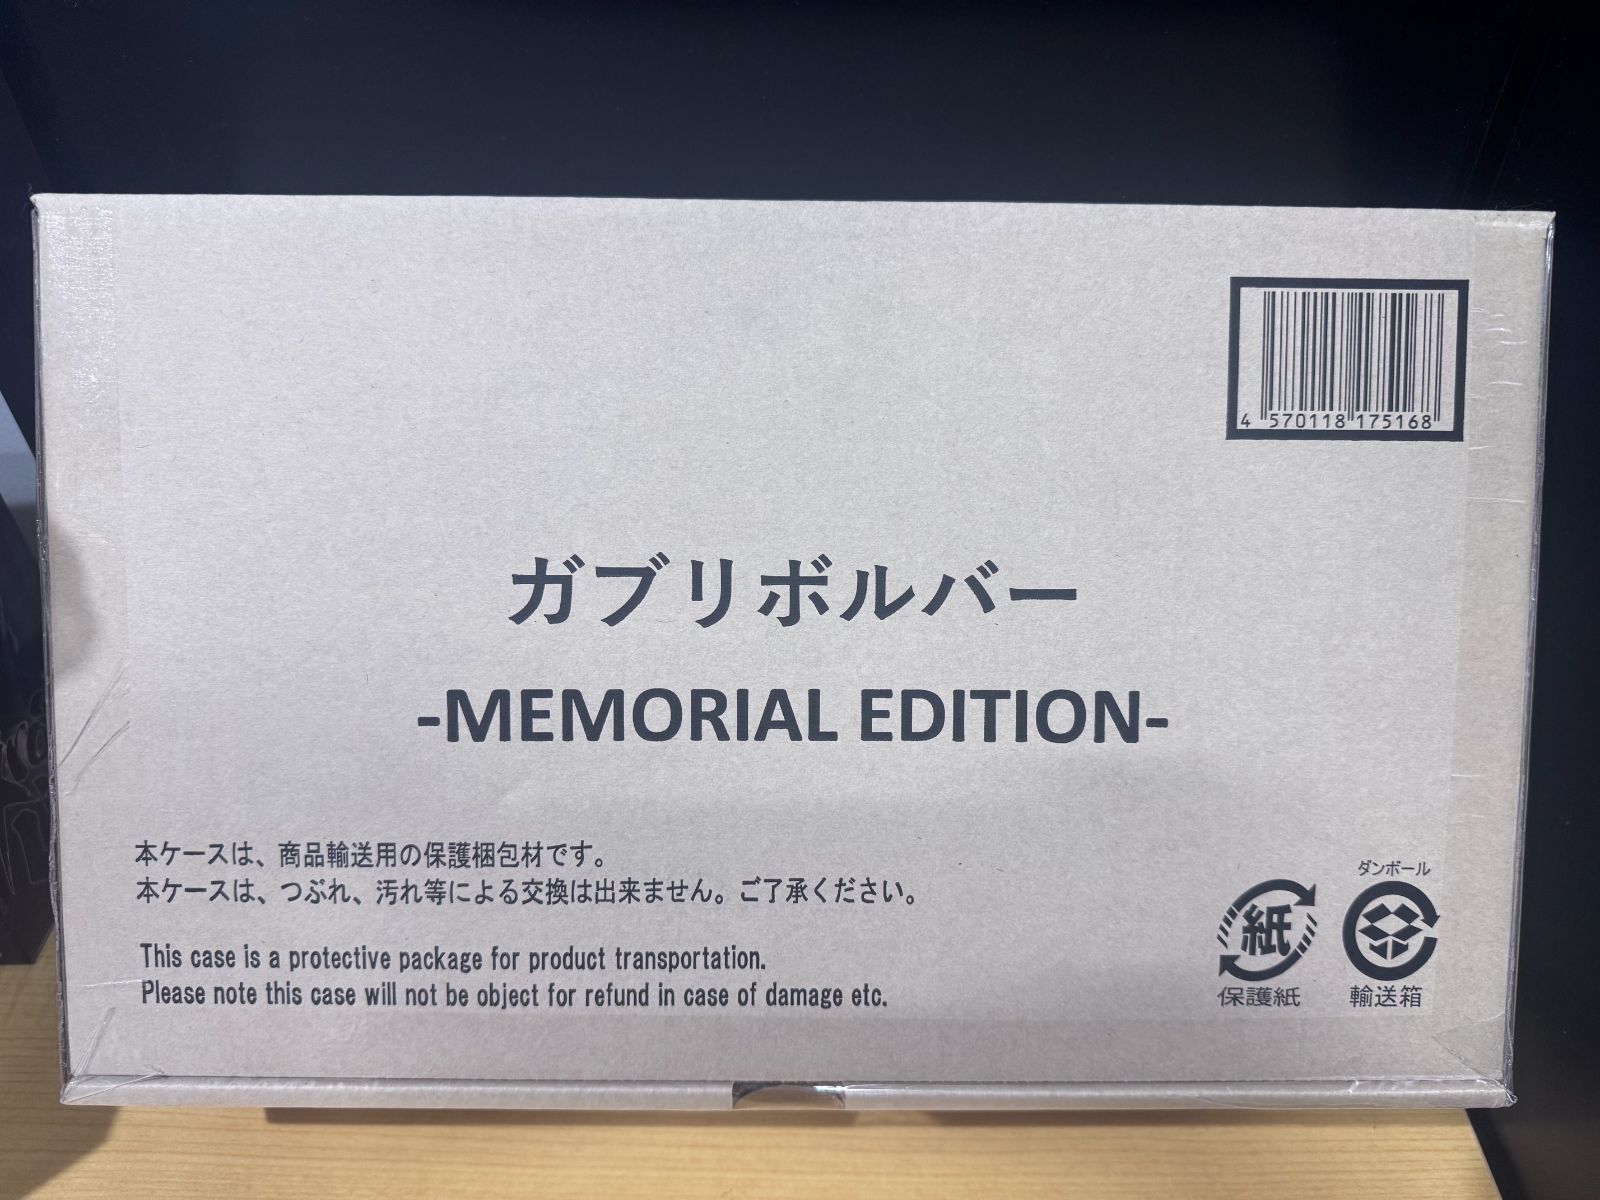 4 570118 175168
ガブリボルバー
-MEMORIAL EDITION-
本ケースは、商品輸送用の保護梱包材です。
本ケースは、つぶれ、汚れ等による交換は出来ません。ご了承ください。
This case is a protective package for product transportation.
Please note this case will not be object for refund in case of damage etc.
紙
保護紙
ダンボール
輸送箱